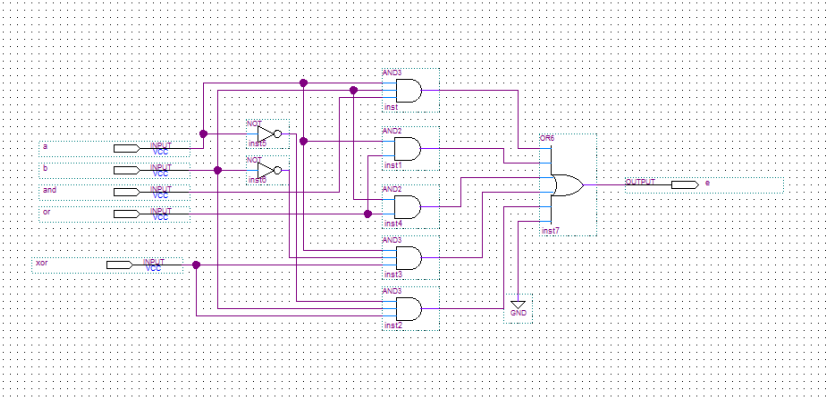 AND3
inst
NOT
inst5
a
INPUT
VCC
AND2
inst1
OR6
inst7
b
INPUT
VCC
NOT
inst6
and
INPUT
VCC
or
INPUT
VCC
AND2
inst4
OUTPUT
e
xor
INPUT
VCC
AND3
inst3
AND3
inst2
GND